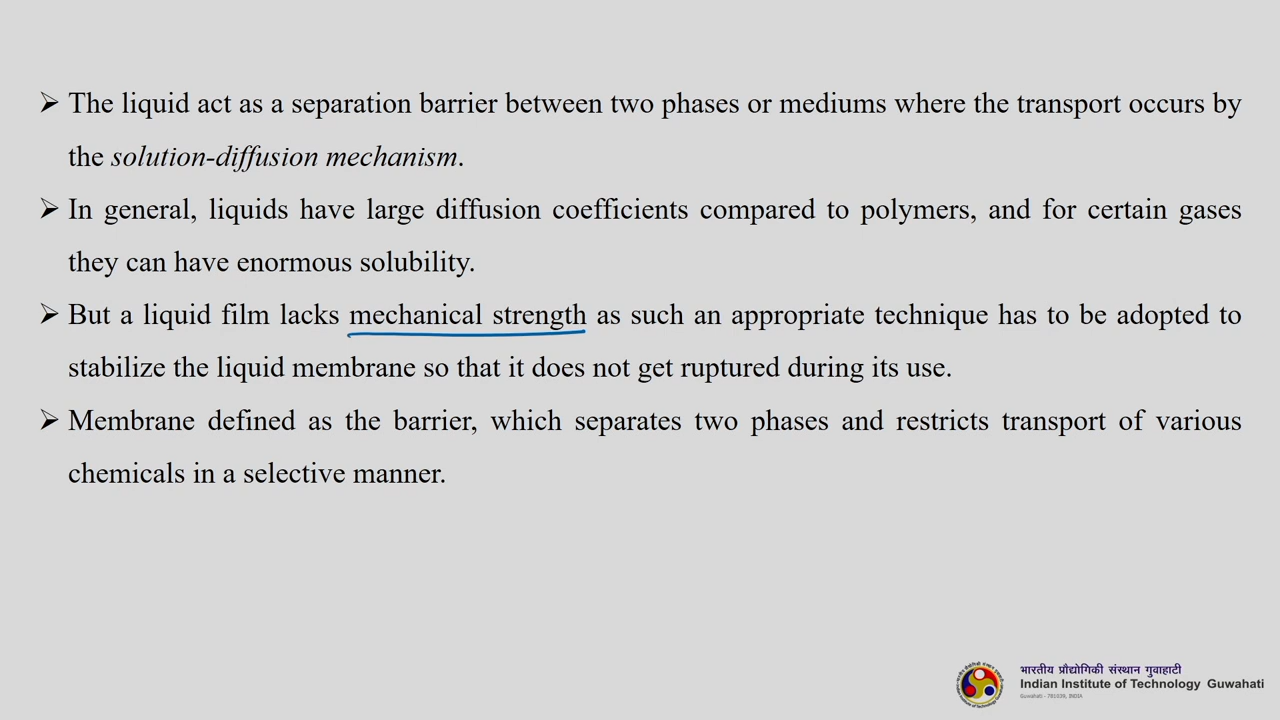 ➢ The liquid act as a separation barrier between two phases or mediums where the transport occurs by
the solution-diffusion mechanism.
➢ In general, liquids have large diffusion coefficients compared to polymers, and for certain gases
they can have enormous solubility.
➢ But a liquid film lacks mechanical strength as such an appropriate technique has to be adopted to
stabilize the liquid membrane so that it does not get ruptured during its use.
➢ Membrane defined as the barrier, which separates two phases and restricts transport of various
chemicals in a selective manner.
भारतीय प्रौद्योगिकी संस्थान गुवाहाटी
Indian Institute of Technology Guwahati
Guwahati - 781039, INDIA